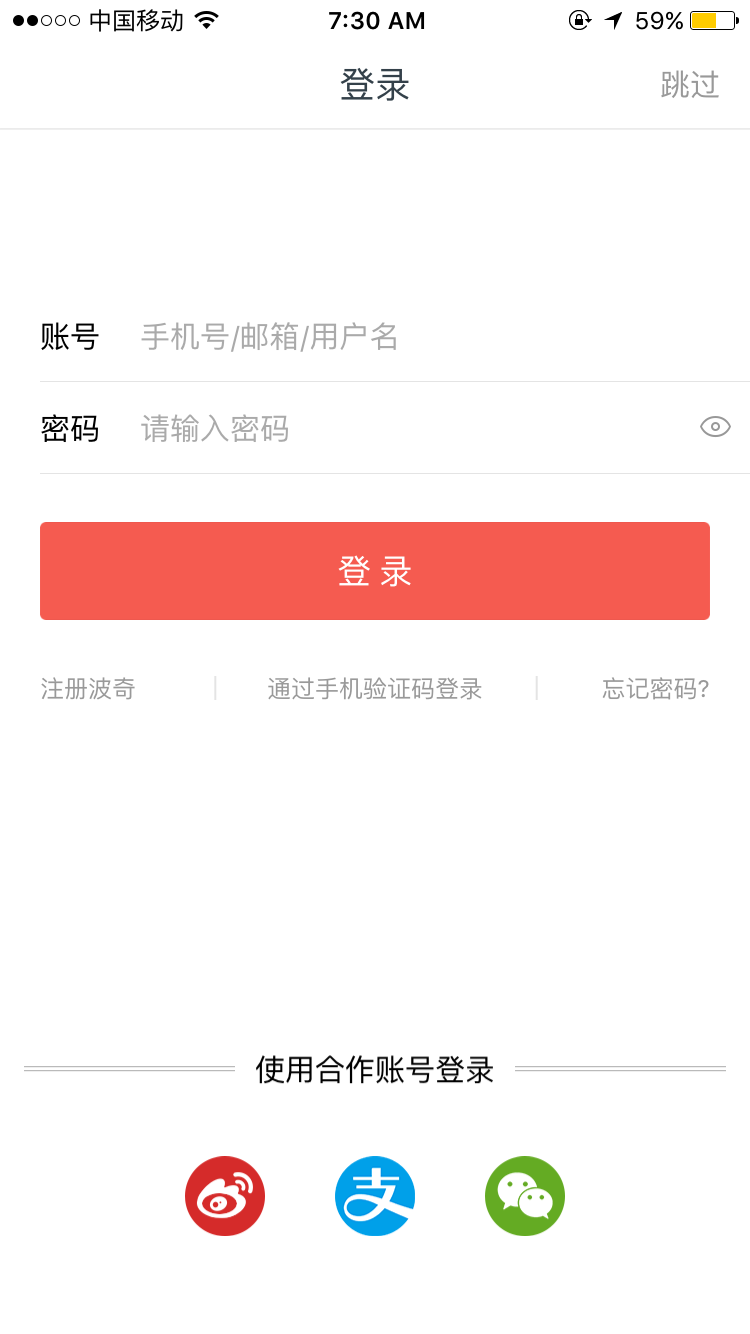 中国移动 7:30 AM 59%
登录 跳过
账号 手机号/邮箱/用户名
密码 请输入密码
登 录
注册波奇 通过手机验证码登录 忘记密码?
使用合作账号登录
支